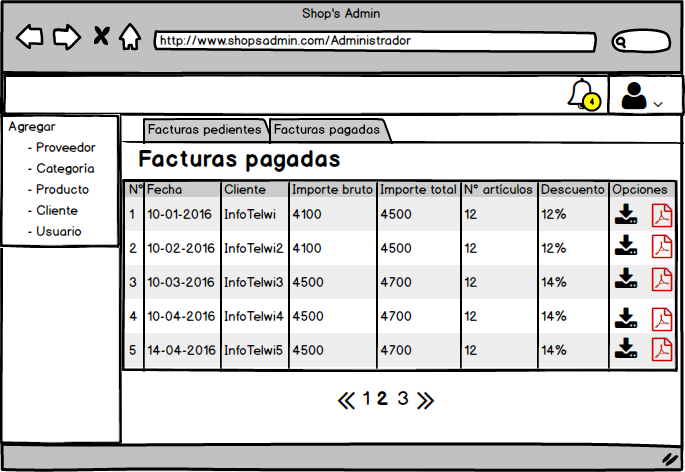 Shop's Admin
http://www.shopsadmin.com/Administrador
4
Agregar
- Proveedor
- Categoría
- Producto
- Cliente
- Usuario
Facturas pedientes Facturas pagadas
Facturas pagadas
N° Fecha Cliente Importe bruto Importe total N° artículos Descuento Opciones
1 10-01-2016 InfoTelwi 4100 4500 12 12%
2 10-02-2016 InfoTelwi2 4100 4500 12 12%
3 10-03-2016 InfoTelwi3 4500 4700 12 14%
4 10-04-2016 InfoTelwi4 4500 4700 12 14%
5 14-04-2016 InfoTelwi5 4500 4700 12 14%
1 2 3